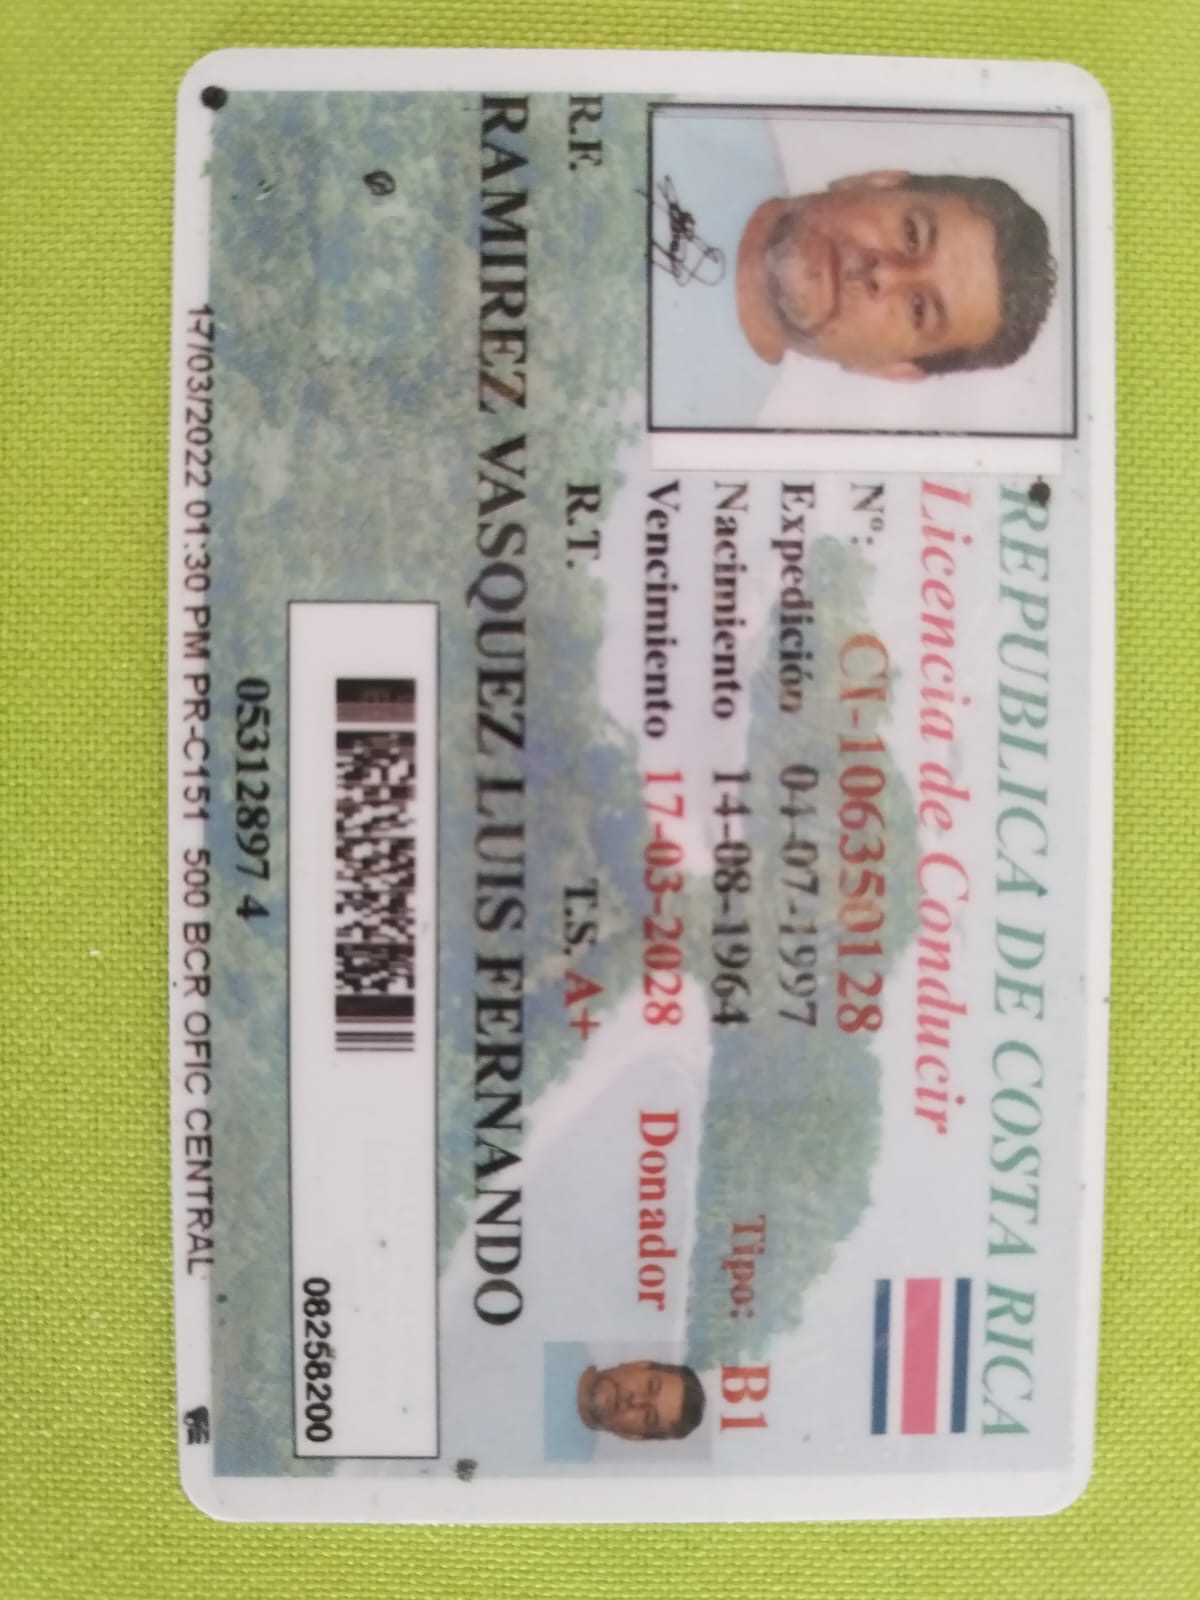 REPUBLICA DE COSTA RICA
Licencia de Conducir
Nº: CI-106350128
Expedición 04-07-1997
Nacimiento 14-08-1964 Tipo: B1
Vencimiento 17-03-2028 Donador
R.F. R.T. T.S. A+
RAMIREZ VASQUEZ LUIS FERNANDO
08258200
05312897 4
17/03/2022 01:30 PM PR-C151 500 BCR OFIC CENTRAL